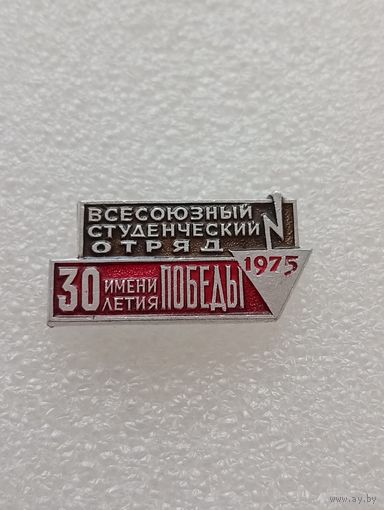 ВСЕСОЮЗНЫЙ
СТУДЕНЧЕСКИЙ
ОТРЯД
1975
30 ИМЕНИ ЛЕТИЯ ПОБЕДЫ
www.ay.by